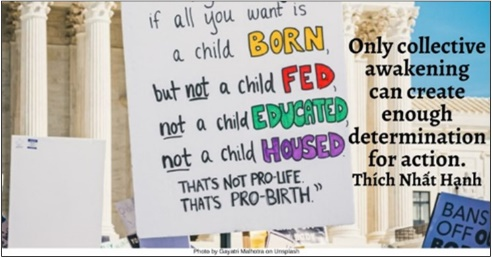 if all you want is
a child BORN,
but not a child FED,
not a child EDUCATED,
not a child HOUSED.
THAT'S NOT PRO-LIFE.
THAT'S PRO-BIRTH."
Only collective
awakening
can create
enough
determination
for action.
Thích Nhất Hạnh
BANS
OFF
Photo by Gayatri Malhotra on Unsplash